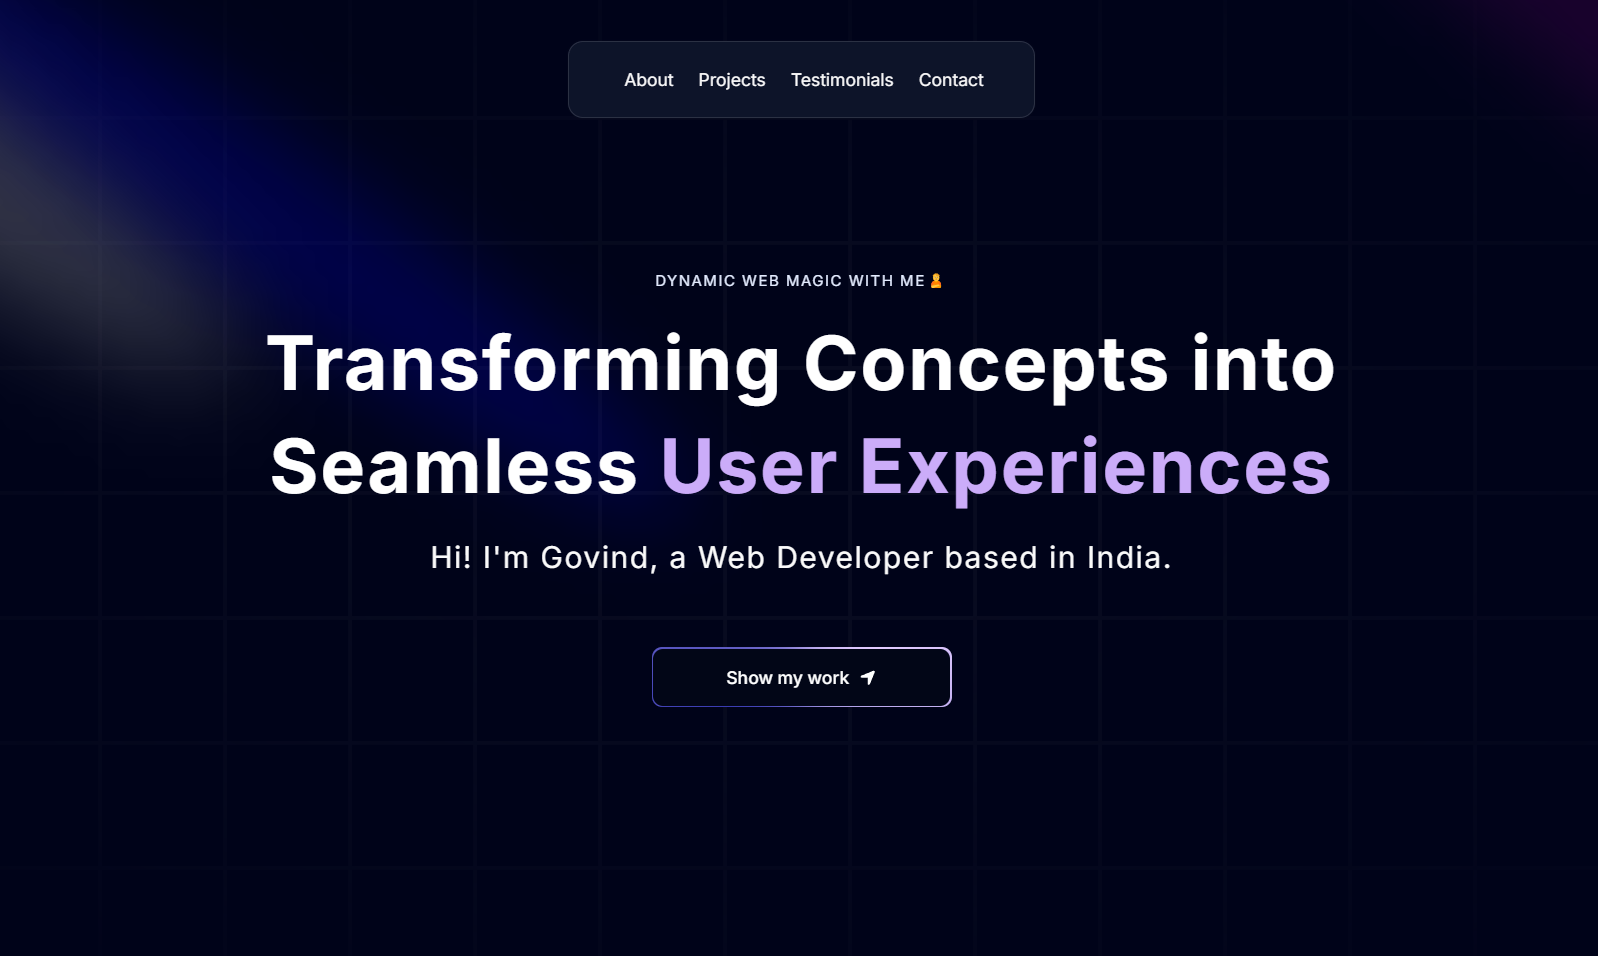 About Projects Testimonials Contact
DYNAMIC WEB MAGIC WITH ME
Transforming Concepts into
Seamless User Experiences
Hi! I'm Govind, a Web Developer based in India.
Show my work